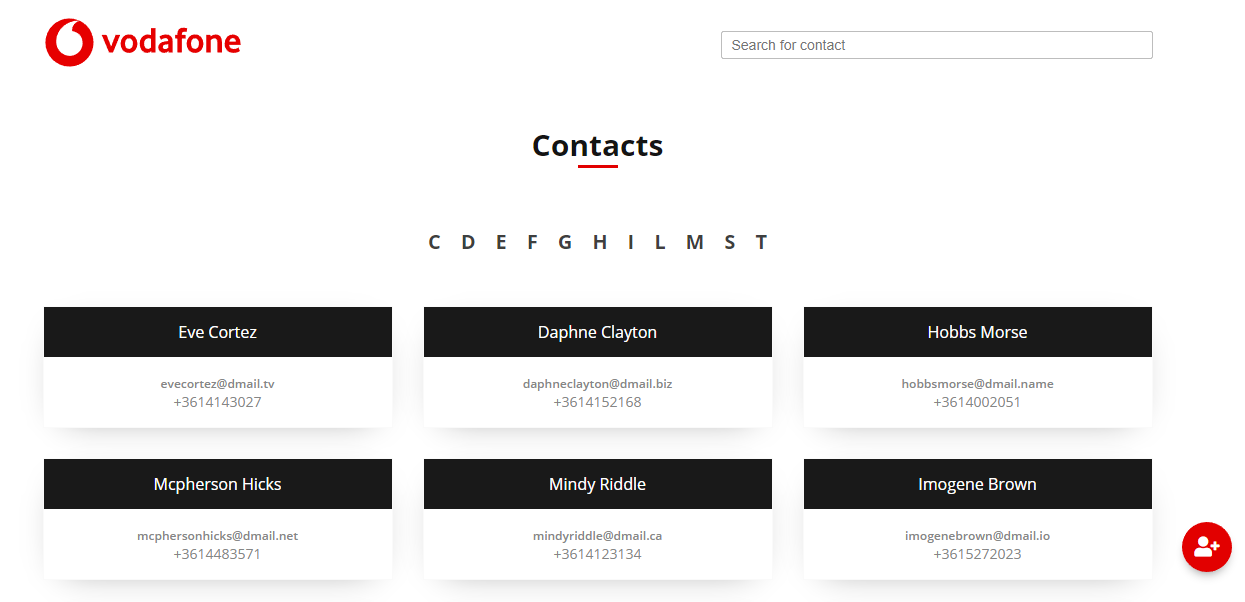 vodafone
Search for contact
Contacts
C D E F G H I L M S T
Eve Cortez
evecortez@dmail.tv
+3614143027
Daphne Clayton
daphneclayton@dmail.biz
+3614152168
Hobbs Morse
hobbsmorse@dmail.name
+3614002051
Mcpherson Hicks
mcphersonhicks@dmail.net
+3614483571
Mindy Riddle
mindyriddle@dmail.ca
+3614123134
Imogene Brown
imogenebrown@dmail.io
+3615272023